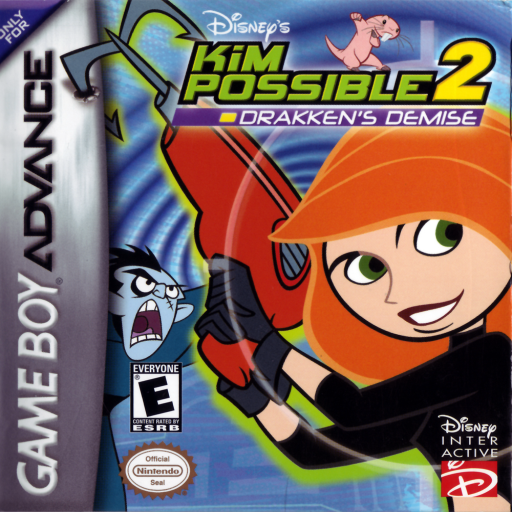 ONLY
FOR
GAME BOY ADVANCE
Disney's
KIM
POSSIBLE 2
DRAKKEN'S DEMISE
EVERYONE
E
CONTENT RATED BY
ESRB
Official
Nintendo
Seal
Disney
INTER
ACTIVE
D